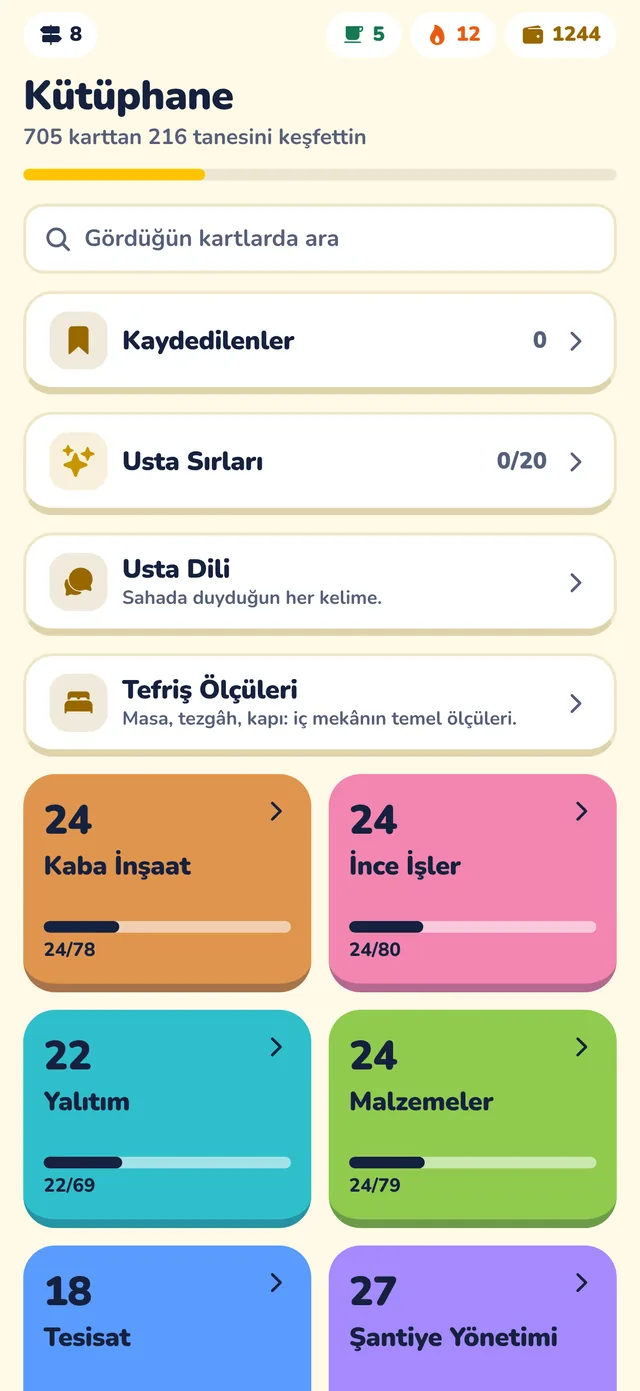 8 5 12 1244
Kütüphane
705 karttan 216 tanesini keşfettin
Gördüğün kartlarda ara
Kaydedilenler 0
Usta Sırları 0/20
Usta Dili
Sahada duyduğun her kelime.
Tefriş Ölçüleri
Masa, tezgâh, kapı: iç mekânın temel ölçüleri.
24
Kaba İnşaat
24/78
24
İnce İşler
24/80
22
Yalıtım
22/69
24
Malzemeler
24/79
18
Tesisat
27
Şantiye Yönetimi